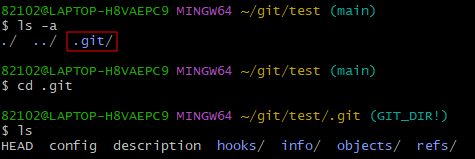 82102@LAPTOP-H8VAEPC9 MINGW64 ~/git/test (main)
$ ls -a
./  ../  .git/
82102@LAPTOP-H8VAEPC9 MINGW64 ~/git/test (main)
$ cd .git
82102@LAPTOP-H8VAEPC9 MINGW64 ~/git/test/.git (GIT_DIR!)
$ ls
HEAD  config  description  hooks/  info/  objects/  refs/